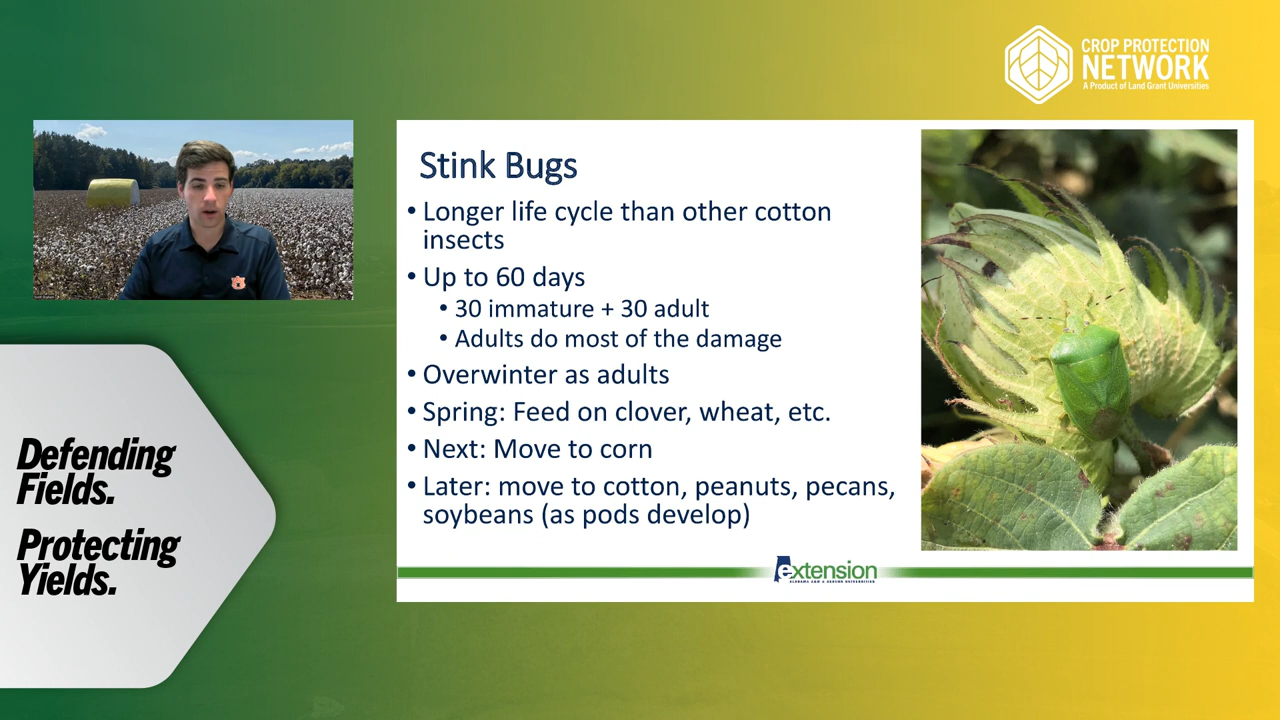 CROP PROTECTION
NETWORK
A Product of Land Grant Universities
Stink Bugs
• Longer life cycle than other cotton
insects
• Up to 60 days
• 30 immature + 30 adult
• Adults do most of the damage
• Overwinter as adults
• Spring: Feed on clover, wheat, etc.
• Next: Move to corn
• Later: move to cotton, peanuts, pecans,
soybeans (as pods develop)
extension
ALABAMA A&M & AUBURN UNIVERSITIES
Defending
Fields.
Protecting
Yields.